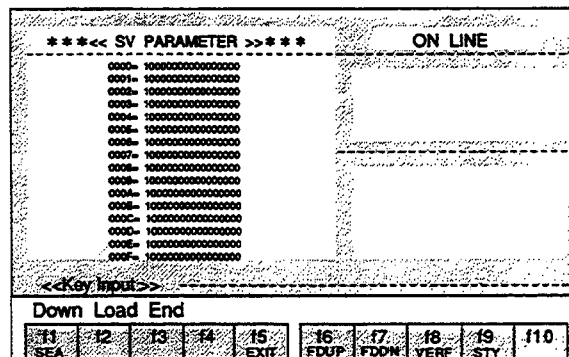 ***<< SV PARAMETER >>***
ON LINE
0000= 1000000000000000
0001= 1000000000000000
0002= 1000000000000000
0003= 1000000000000000
0004= 1000000000000000
0005= 1000000000000000
0006= 1000000000000000
0007= 1000000000000000
0008= 1000000000000000
0009= 1000000000000000
000A= 1000000000000000
000B= 1000000000000000
000C= 1000000000000000
000D= 1000000000000000
000E= 1000000000000000
000F= 1000000000000000
<<Key Input>>
Down Load End
f1 f2 f3 f4 f5 f6 f7 f8 f9 f10
SEA EXIT FDUP FDDN VERF STY